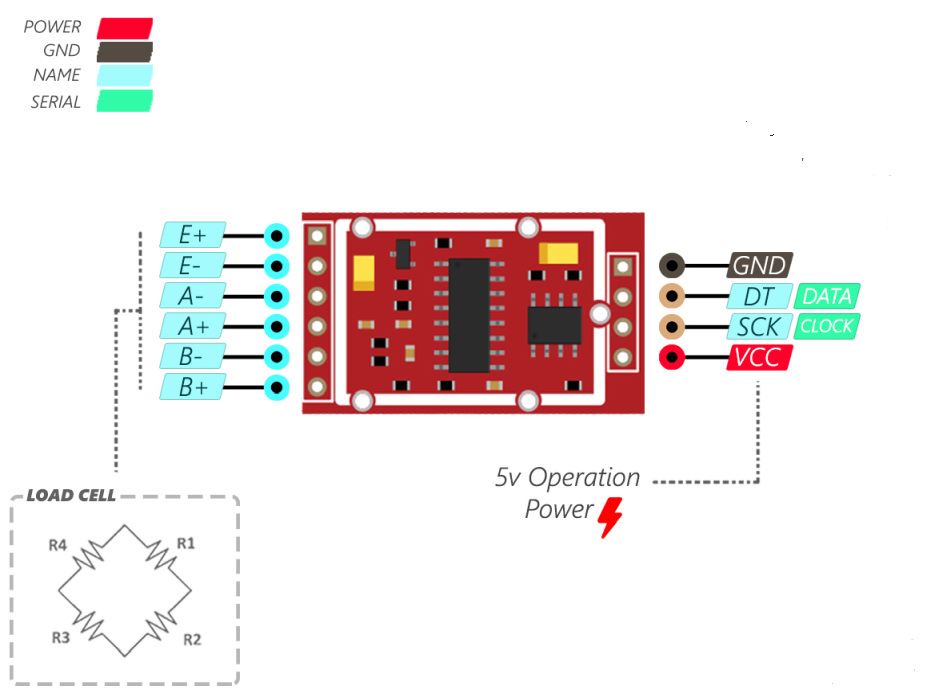 POWER
GND
NAME
SERIAL
E+
E-
A-
A+
B-
B+
GND
DT DATA
SCK CLOCK
VCC
5v Operation
Power
LOAD CELL
R4 R1
R3 R2